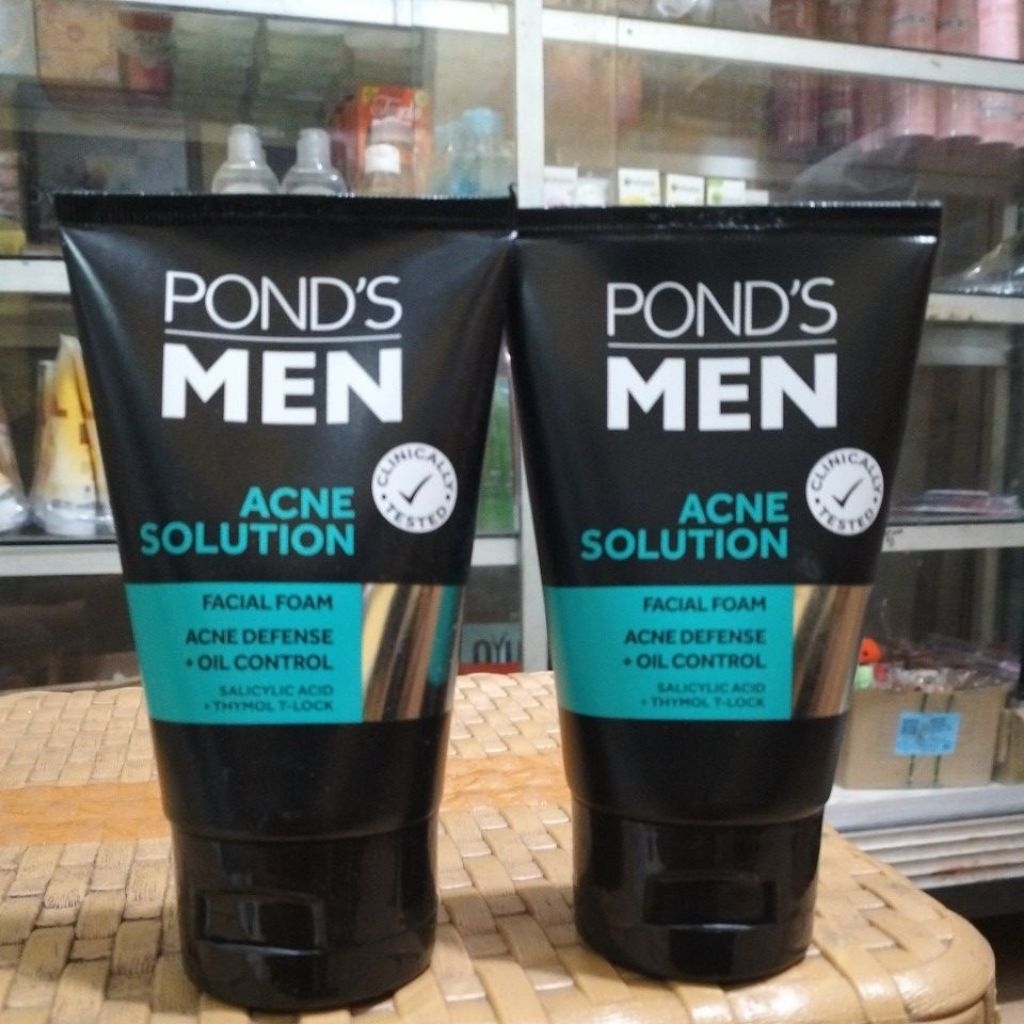 POND'S
MEN
CLINICALLY
TESTED
ACNE
SOLUTION
FACIAL FOAM
ACNE DEFENSE
+ OIL CONTROL
SALICYLIC ACID
+ THYMOL T-LOCK
POND'S
MEN
CLINICALLY
TESTED
ACNE
SOLUTION
FACIAL FOAM
ACNE DEFENSE
+ OIL CONTROL
SALICYLIC ACID
+ THYMOL T-LOCK